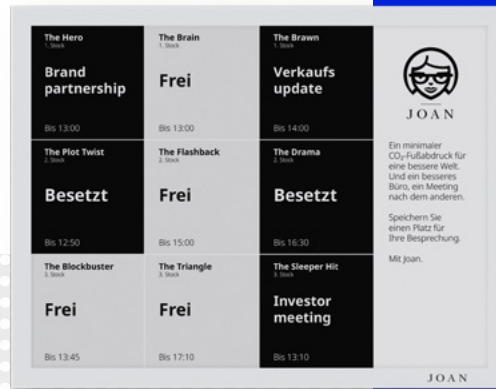 The Hero
1. Stock
Brand
partnership
Bis 13:00
The Brain
1. Stock
Frei
Bis 13:00
The Brawn
1. Stock
Verkaufs
update
Bis 14:00
The Plot Twist
2. Stock
Besetzt
Bis 12:50
The Flashback
2. Stock
Frei
Bis 15:00
The Drama
2. Stock
Besetzt
Bis 16:30
The Blockbuster
3. Stock
Frei
Bis 13:45
The Triangle
3. Stock
Frei
Bis 17:10
The Sleeper Hit
3. Stock
Investor
meeting
Bis 13:10
JOAN
Ein minimaler
CO₂-Fußabdruck für
eine bessere Welt.
Und ein besseres
Büro, ein Meeting
nach dem anderen.
Speichern Sie
einen Platz für
Ihre Besprechung.
Mit Joan.
JOAN